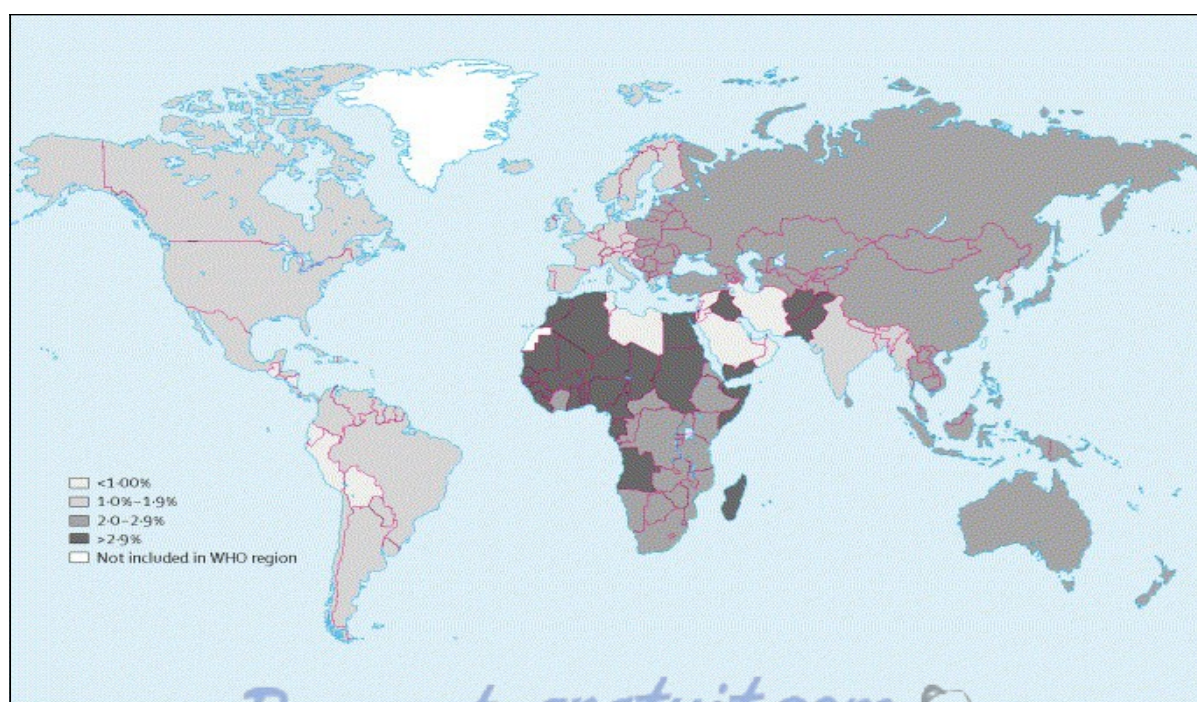 <1·00%
1·0%–1·9%
2·0–2·9%
>2·9%
Not included in WHO region